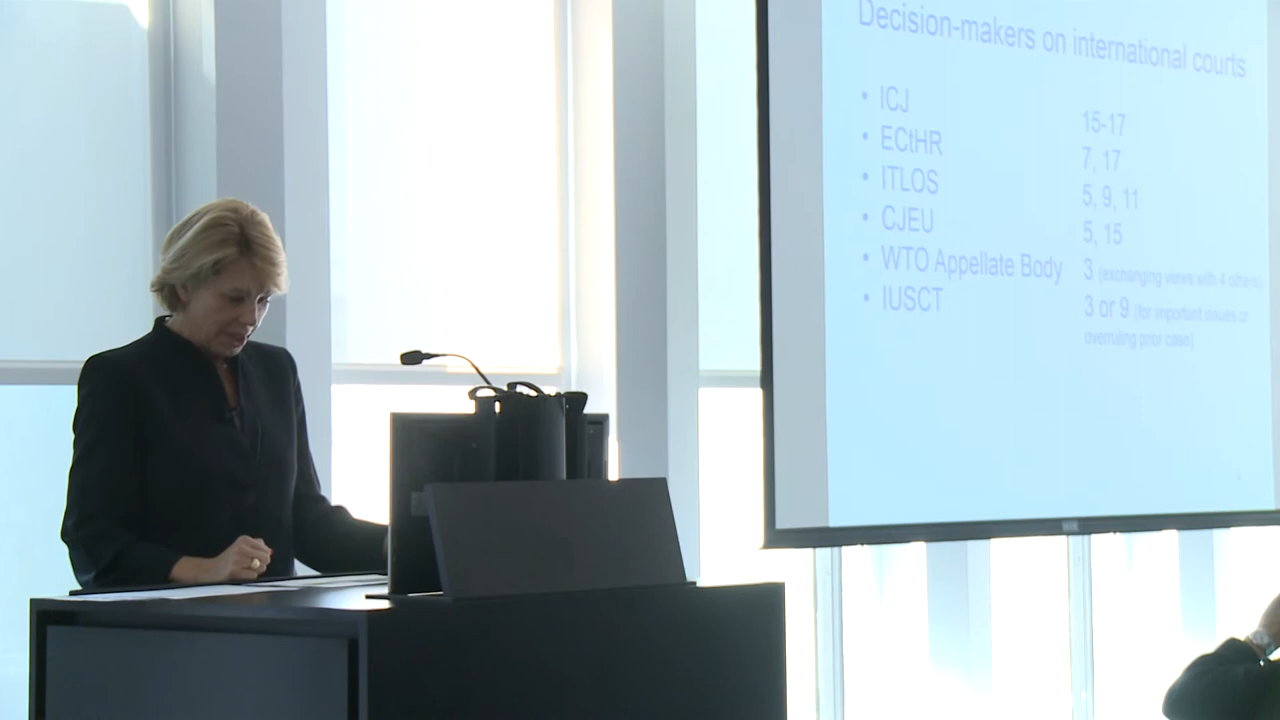 Decision-makers on international courts
• ICJ 15-17
• ECtHR 7, 17
• ITLOS 5, 9, 11
• CJEU 5, 15
• WTO Appellate Body 3 (exchanging views with 4 others)
• IUSCT 3 or 9 (for important issues or
overruling prior case)